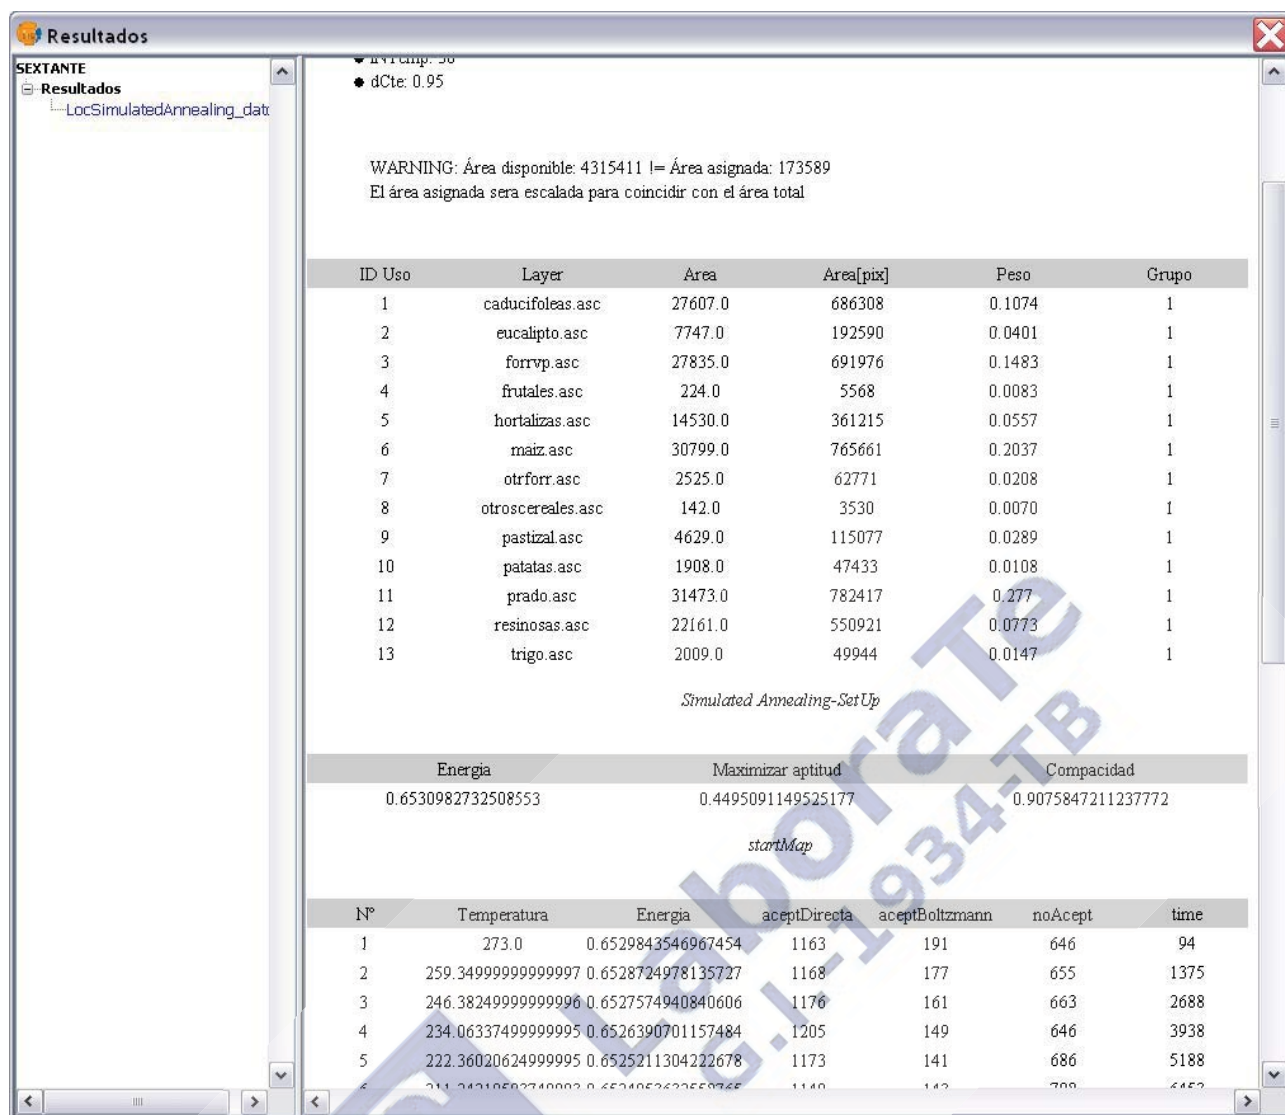 Resultados
SEXTANTE
Resultados
LocSimulatedAnnealing_dato
dCte: 0.95
WARNING: Área disponible: 4315411 != Área asignada: 173589
El área asignada sera escalada para coincidir con el área total
ID Uso Layer Area Area[pix] Peso Grupo
1 caducifoleas.asc 27607.0 686308 0.1074 1
2 eucalipto.asc 7747.0 192590 0.0401 1
3 forrvp.asc 27835.0 691976 0.1483 1
4 frutales.asc 224.0 5568 0.0083 1
5 hortalizas.asc 14530.0 361215 0.0557 1
6 maiz.asc 30799.0 765661 0.2037 1
7 otrforr.asc 2525.0 62771 0.0208 1
8 otroscereales.asc 142.0 3530 0.0070 1
9 pastizal.asc 4629.0 115077 0.0289 1
10 patatas.asc 1908.0 47433 0.0108 1
11 prado.asc 31473.0 782417 0.277 1
12 resinosas.asc 22161.0 550921 0.0773 1
13 trigo.asc 2009.0 49944 0.0147 1
Simulated Annealing-SetUp
Energia Maximizar aptitud Compacidad
0.6530982732508553 0.4495091149525177 0.9075847211237772
startMap
Nº Temperatura Energia aceptDirecta aceptBoltzmann noAcept time
1 273.0 0.6529843546967454 1163 191 646 94
2 259.34999999999997 0.6528724978135727 1168 177 655 1375
3 246.38249999999996 0.6527574940840606 1176 161 663 2688
4 234.06337499999995 0.6526390701157484 1205 149 646 3938
5 222.36020624999995 0.6525211304222678 1173 141 686 5188
LaboraTe
G.I.-1934-TB